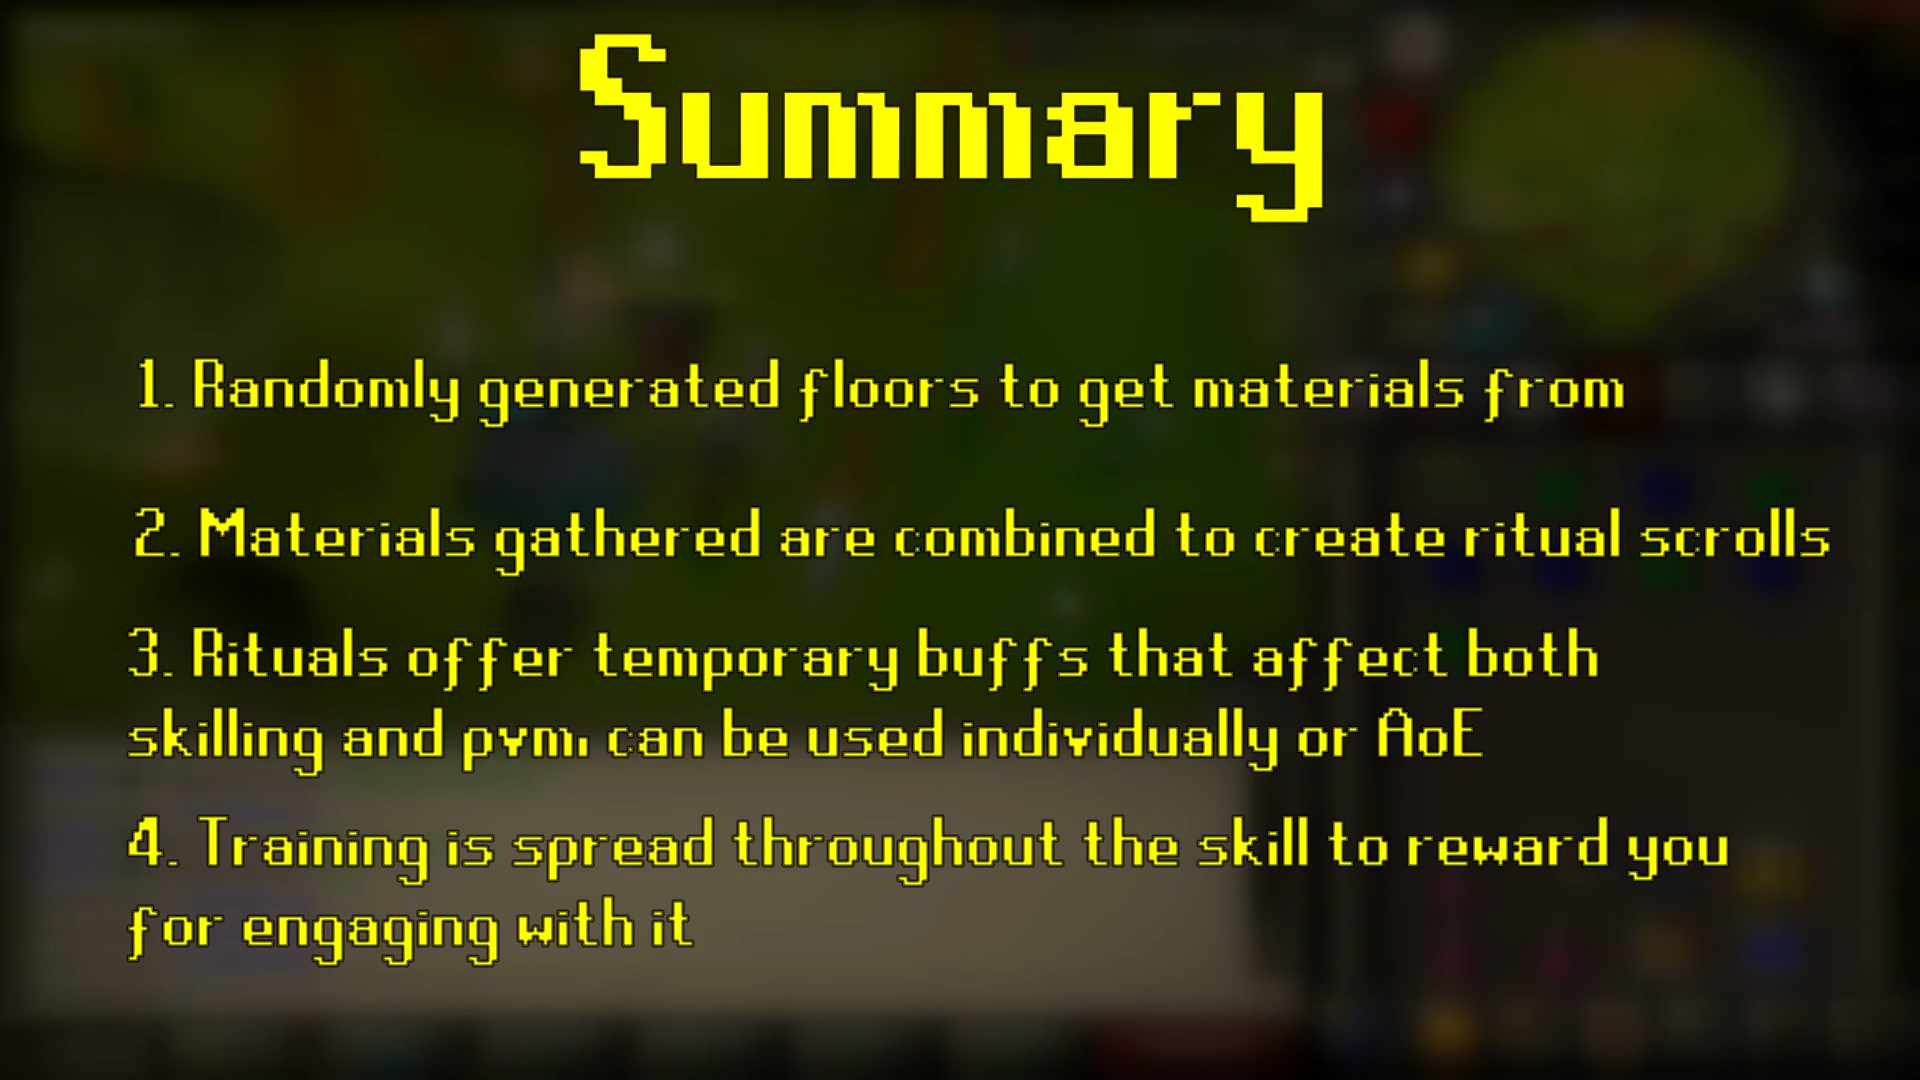 Summary
1. Randomly generated floors to get materials from
2. Materials gathered are combined to create ritual scrolls
3. Rituals offer temporary buffs that affect both
skilling and pvm, can be used individually or AoE
4. Training is spread throughout the skill to reward you
for engaging with it